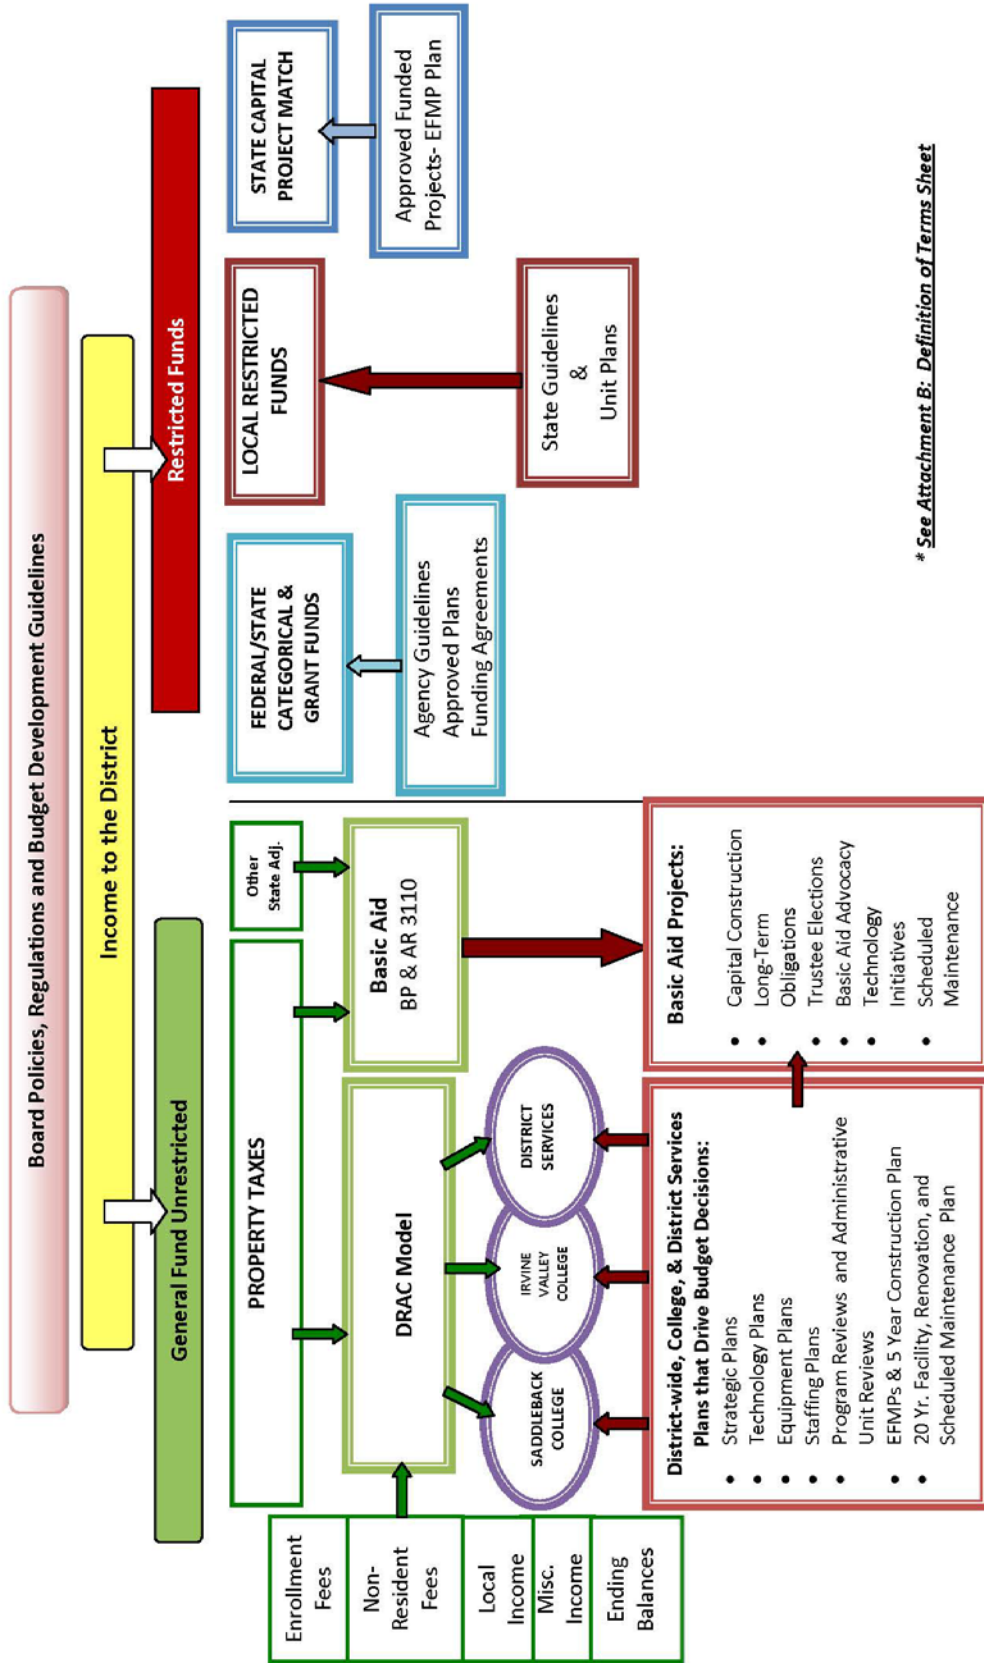 Board Policies, Regulations and Budget Development Guidelines
Income to the District
General Fund Unrestricted
Restricted Funds
PROPERTY TAXES
Other
State Adj.
Enrollment
Fees
Non-
Resident
Fees
Local
Income
Misc.
Income
Ending
Balances
DRAC Model
Basic Aid
BP & AR 3110
SADDLEBACK
COLLEGE
IRVINE
VALLEY
COLLEGE
DISTRICT
SERVICES
District-wide, College, & District Services
Plans that Drive Budget Decisions:
• Strategic Plans
• Technology Plans
• Equipment Plans
• Staffing Plans
• Program Reviews and Administrative
Unit Reviews
• EFMPs & 5 Year Construction Plan
• 20 Yr. Facility, Renovation, and
Scheduled Maintenance Plan
Basic Aid Projects:
• Capital Construction
• Long-Term
Obligations
• Trustee Elections
• Basic Aid Advocacy
• Technology
Initiatives
• Scheduled
Maintenance
FEDERAL/STATE
CATEGORICAL &
GRANT FUNDS
Agency Guidelines
Approved Plans
Funding Agreements
LOCAL RESTRICTED
FUNDS
State Guidelines
&
Unit Plans
STATE CAPITAL
PROJECT MATCH
Approved Funded
Projects- EFMP Plan
* See Attachment B: Definition of Terms Sheet